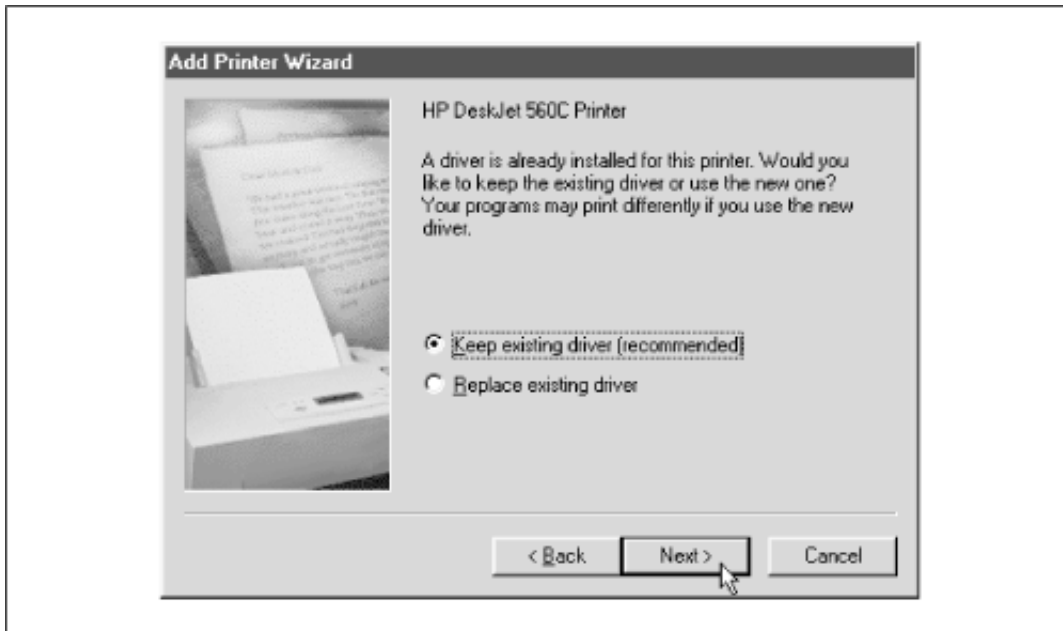 Add Printer Wizard
HP DeskJet 560C Printer
A driver is already installed for this printer. Would you
like to keep the existing driver or use the new one?
Your programs may print differently if you use the new
driver.
Keep existing driver (recommended)
Replace existing driver
< Back
Next >
Cancel